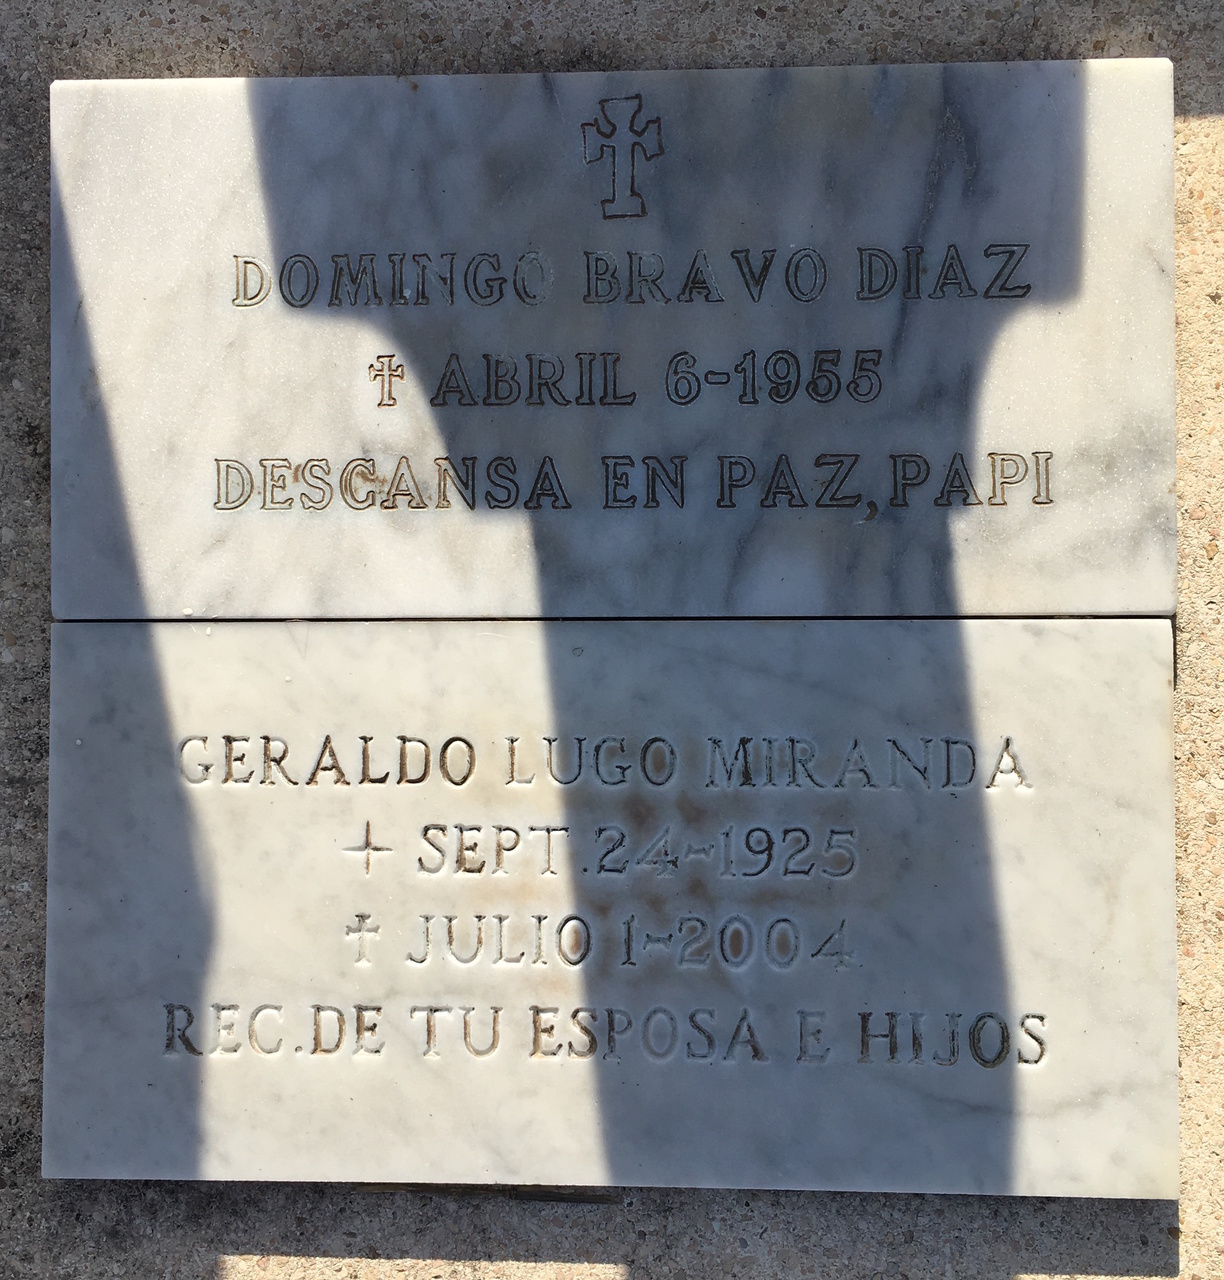 DOMINGO BRAVO DIAZ
✝ ABRIL 6-1955
DESCANSA EN PAZ, PAPI
GERALDO LUGO MIRANDA
+ SEPT. 24-1925
✝ JULIO 1-2004
REC. DE TU ESPOSA E HIJOS